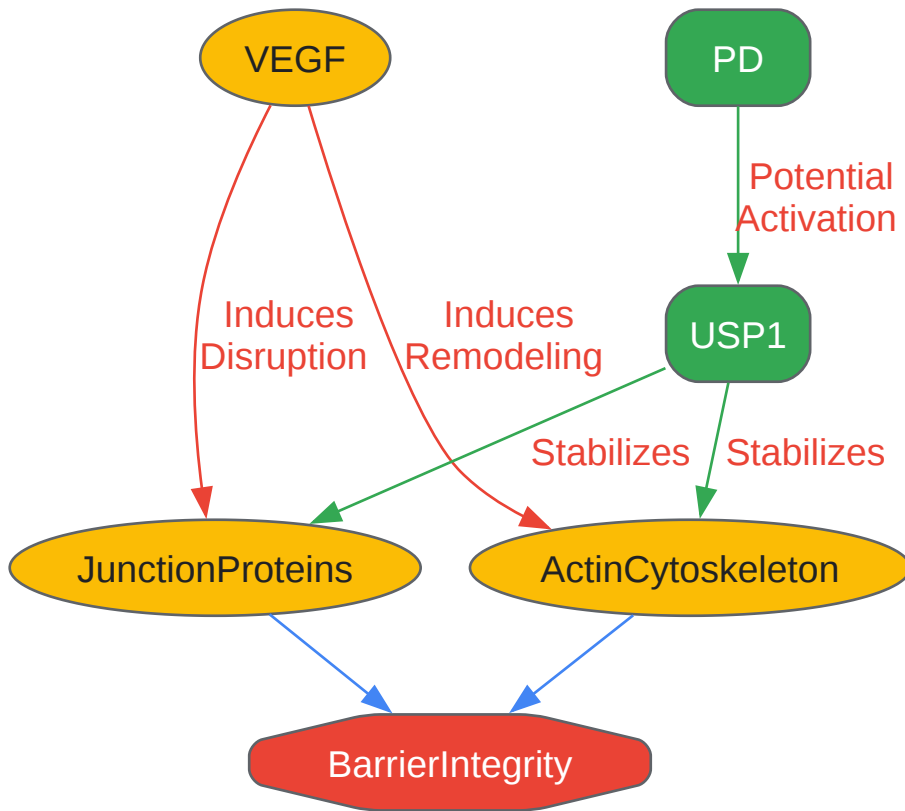 VEGF
PD
Potential
Activation
Induces
Disruption
Induces
Remodeling
USP1
Stabilizes
Stabilizes
JunctionProteins
ActinCytoskeleton
BarrierIntegrity